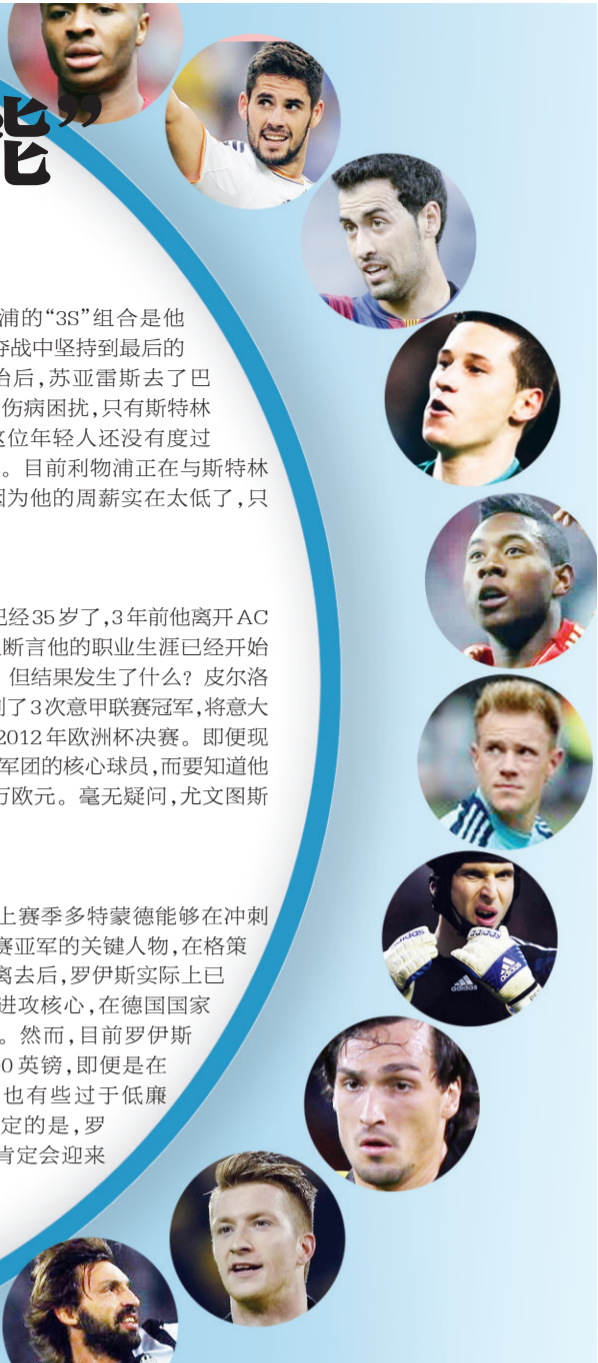 能”
浦的“3S”组合是他
夺战中坚持到最后的
治后，苏亚雷斯去了巴
伤病困扰，只有斯特林
这位年轻人还没有度过
。目前利物浦正在与斯特林
因为他的周薪实在太低了，只
已经35岁了，3年前他离开AC
断言他的职业生涯已经开始
但结果发生了什么？皮尔洛
到了3次意甲联赛冠军，将意大
2012年欧洲杯决赛。即便现
军团的核心球员，而要知道他
万欧元。毫无疑问，尤文图斯
上赛季多特蒙德能够在冲刺
赛亚军的关键人物，在格策
离去后，罗伊斯实际上已
进攻核心，在德国国家
。然而，目前罗伊斯
0英镑，即便是在
也有些过于低廉
定的是，罗
肯定会迎来
adidas
adidas
adidas
adidas